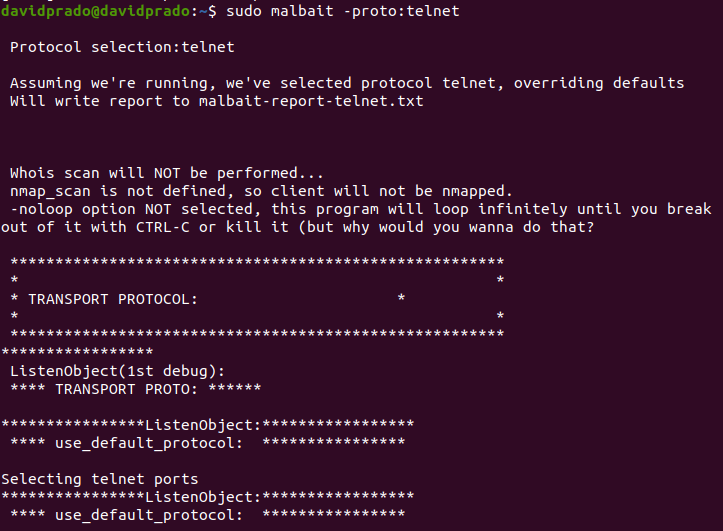 davidprado@davidprado:~$ sudo malbait -proto:telnet
Protocol selection:telnet
Assuming we're running, we've selected protocol telnet, overriding defaults
Will write report to malbait-report-telnet.txt
Whois scan will NOT be performed...
nmap_scan is not defined, so client will not be nmapped.
-noloop option NOT selected, this program will loop infinitely until you break
out of it with CTRL-C or kill it (but why would you wanna do that?
*******************************************************
*                                                     *
* TRANSPORT PROTOCOL:                      *
*                                                     *
*******************************************************
*****************
ListenObject(1st debug):
**** TRANSPORT PROTO: ******
****************ListenObject:*****************
**** use_default_protocol:  ****************
Selecting telnet ports
****************ListenObject:*****************
**** use_default_protocol:  ****************